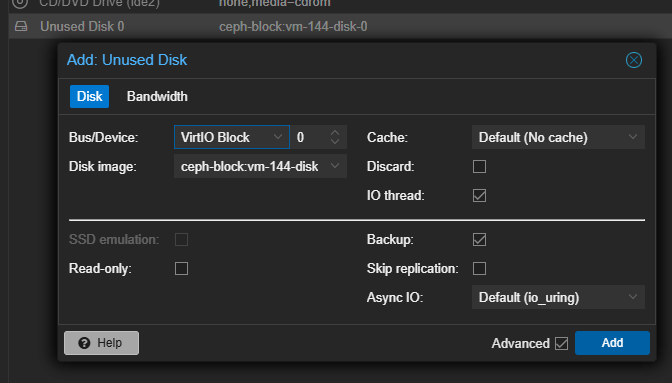 CD/DVD Drive (ide2) none,media=cdrom
Unused Disk 0 ceph-block:vm-144-disk-0
Add: Unused Disk
Disk Bandwidth
Bus/Device: VirtIO Block 0 Cache: Default (No cache)
Disk image: ceph-block:vm-144-disk Discard:
IO thread:
SSD emulation: Backup:
Read-only: Skip replication:
Async IO: Default (io_uring)
? Help Advanced Add